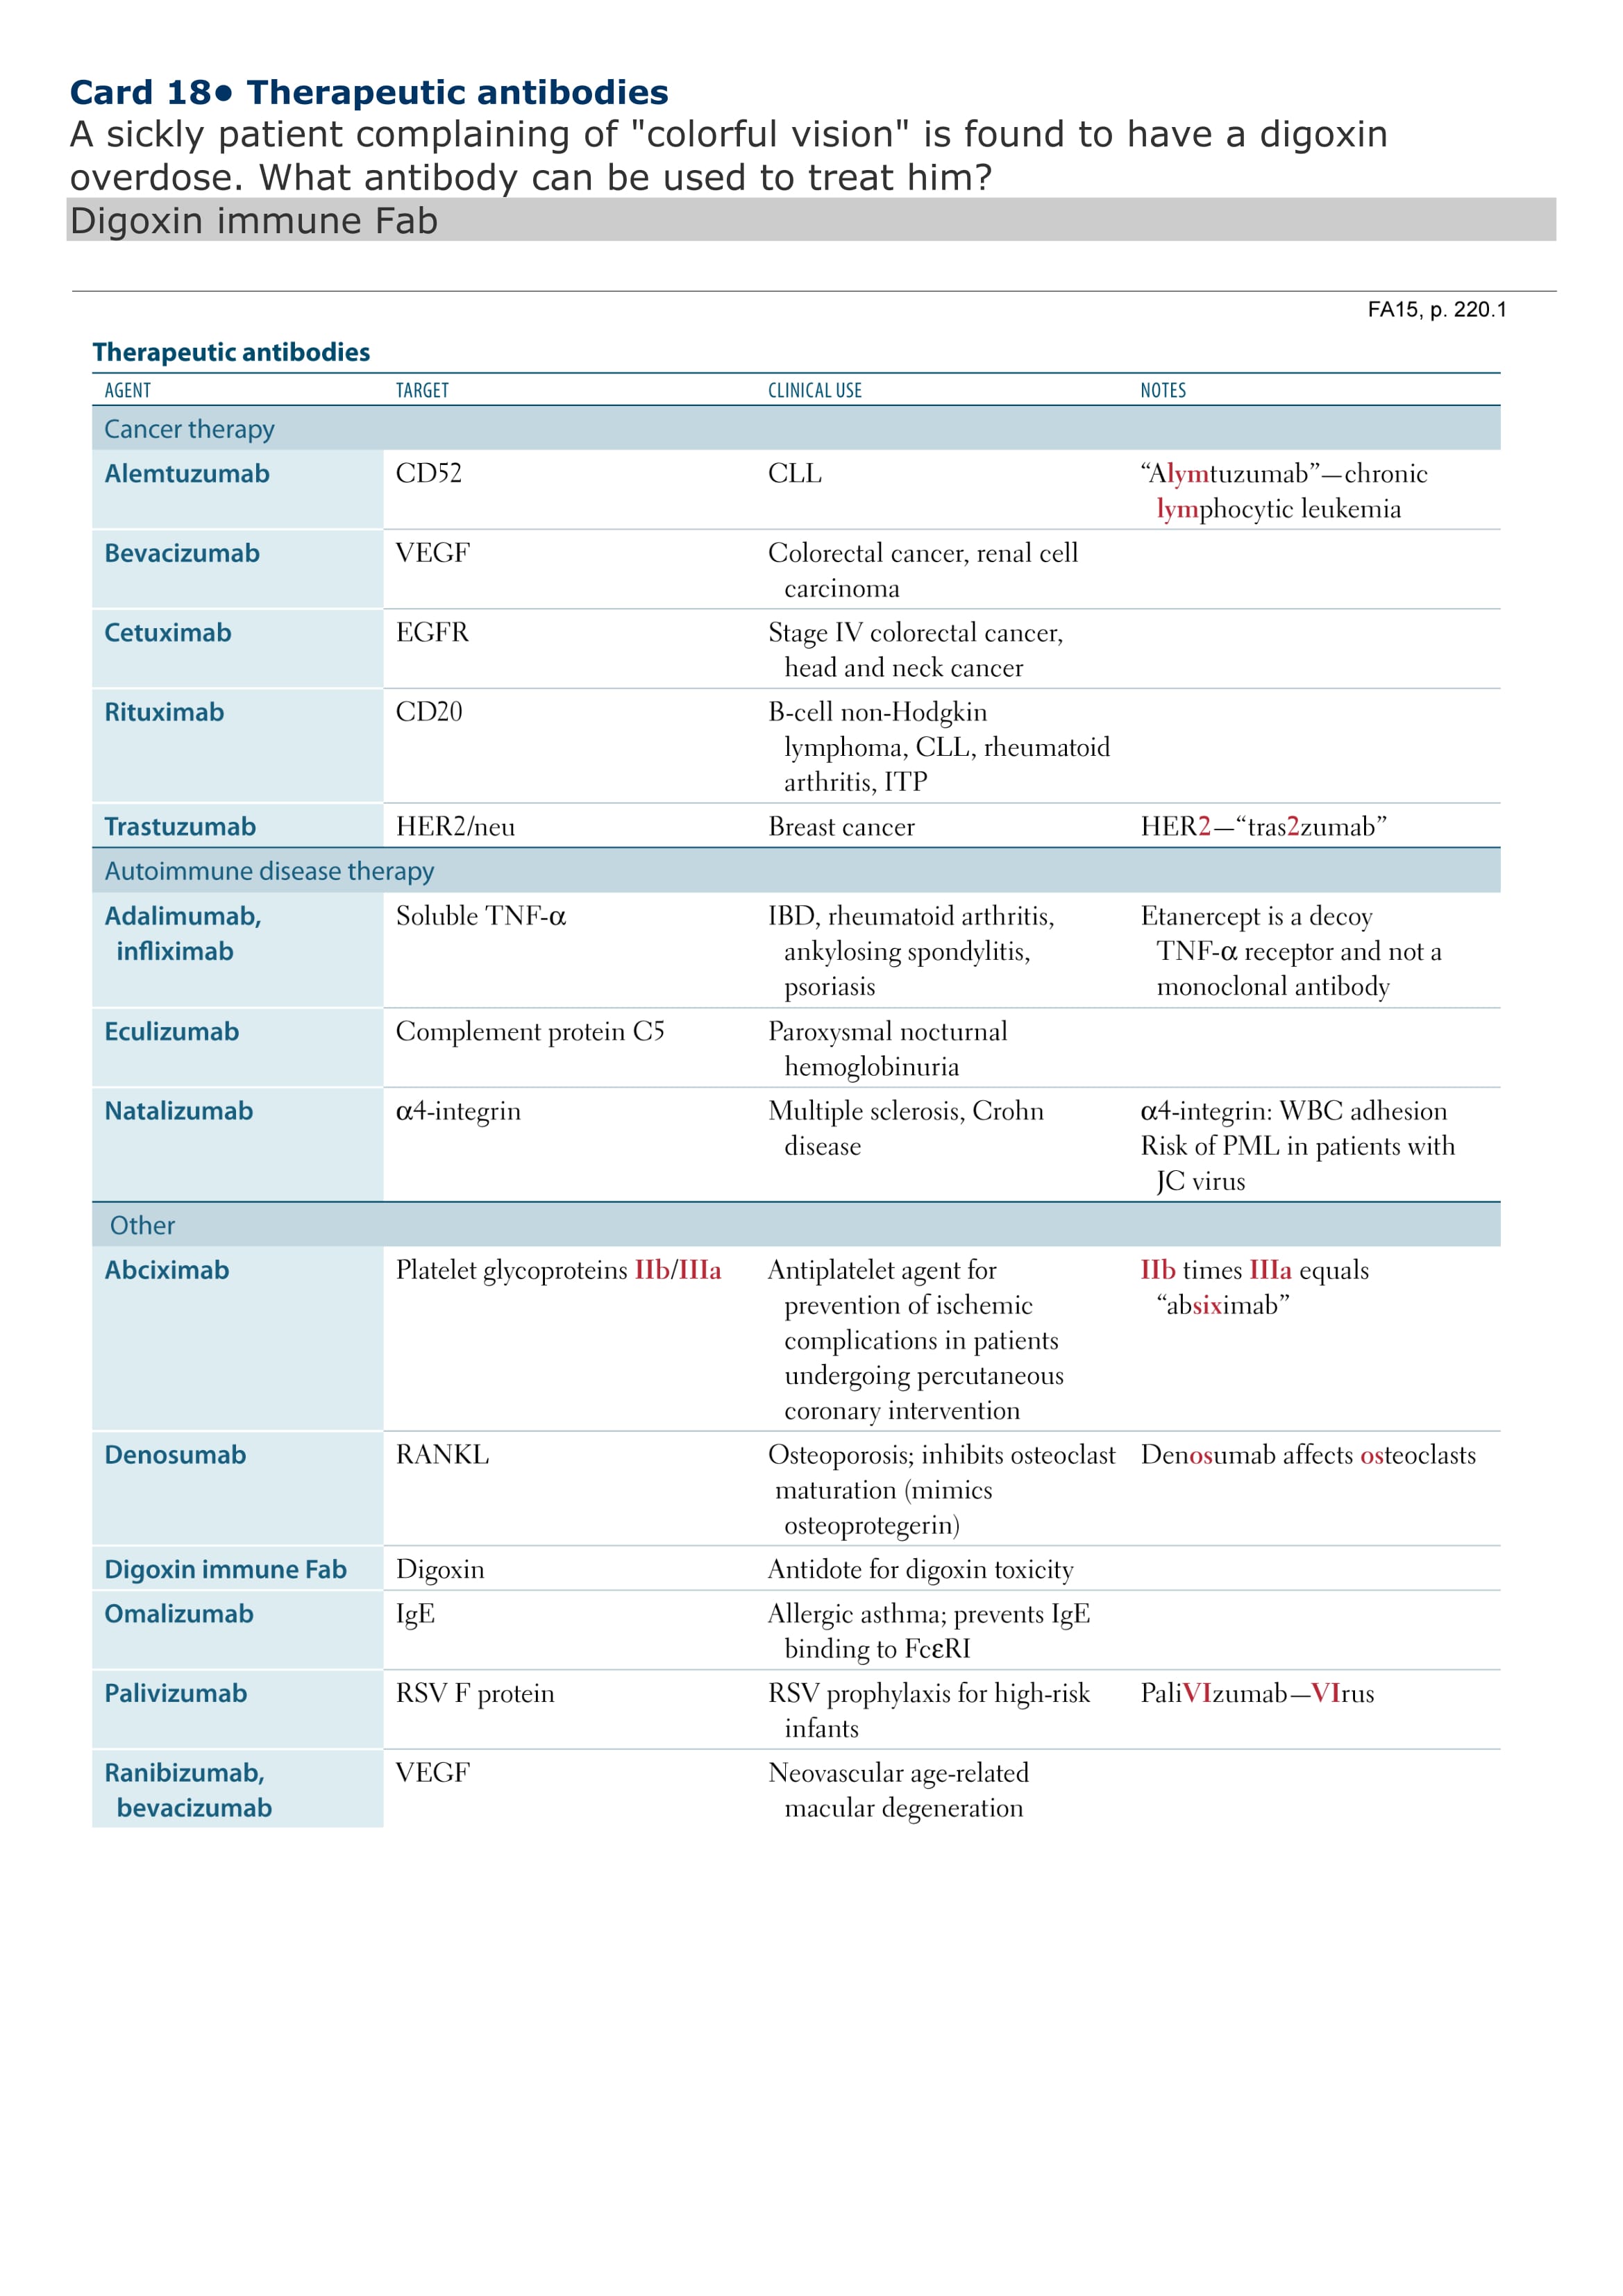 Card 18● Therapeutic antibodies
A sickly patient complaining of "colorful vision" is found to have a digoxin
overdose. What antibody can be used to treat him?
Digoxin immune Fab
FA15, p. 220.1
Therapeutic antibodies
AGENT TARGET CLINICAL USE NOTES
Cancer therapy
Alemtuzumab CD52 CLL “Alymtuzumab”—chronic
lymphocytic leukemia
Bevacizumab VEGF Colorectal cancer, renal cell
carcinoma
Cetuximab EGFR Stage IV colorectal cancer,
head and neck cancer
Rituximab CD20 B-cell non-Hodgkin
lymphoma, CLL, rheumatoid
arthritis, ITP
Trastuzumab HER2/neu Breast cancer HER2—“tras2zumab”
Autoimmune disease therapy
Adalimumab, Soluble TNF-α IBD, rheumatoid arthritis, Etanercept is a decoy
infliximab ankylosing spondylitis, TNF-α receptor and not a
psoriasis monoclonal antibody
Eculizumab Complement protein C5 Paroxysmal nocturnal
hemoglobinuria
Natalizumab α4-integrin Multiple sclerosis, Crohn α4-integrin: WBC adhesion
disease Risk of PML in patients with
JC virus
Other
Abciximab Platelet glycoproteins IIb/IIIa Antiplatelet agent for IIb times IIIa equals
prevention of ischemic “absiximab”
complications in patients
undergoing percutaneous
coronary intervention
Denosumab RANKL Osteoporosis; inhibits osteoclast Denosumab affects osteoclasts
maturation (mimics
osteoprotegerin)
Digoxin immune Fab Digoxin Antidote for digoxin toxicity
Omalizumab IgE Allergic asthma; prevents IgE
binding to FcεRI
Palivizumab RSV F protein RSV prophylaxis for high-risk PaliVIzumab—VIrus
infants
Ranibizumab, VEGF Neovascular age-related
bevacizumab macular degeneration